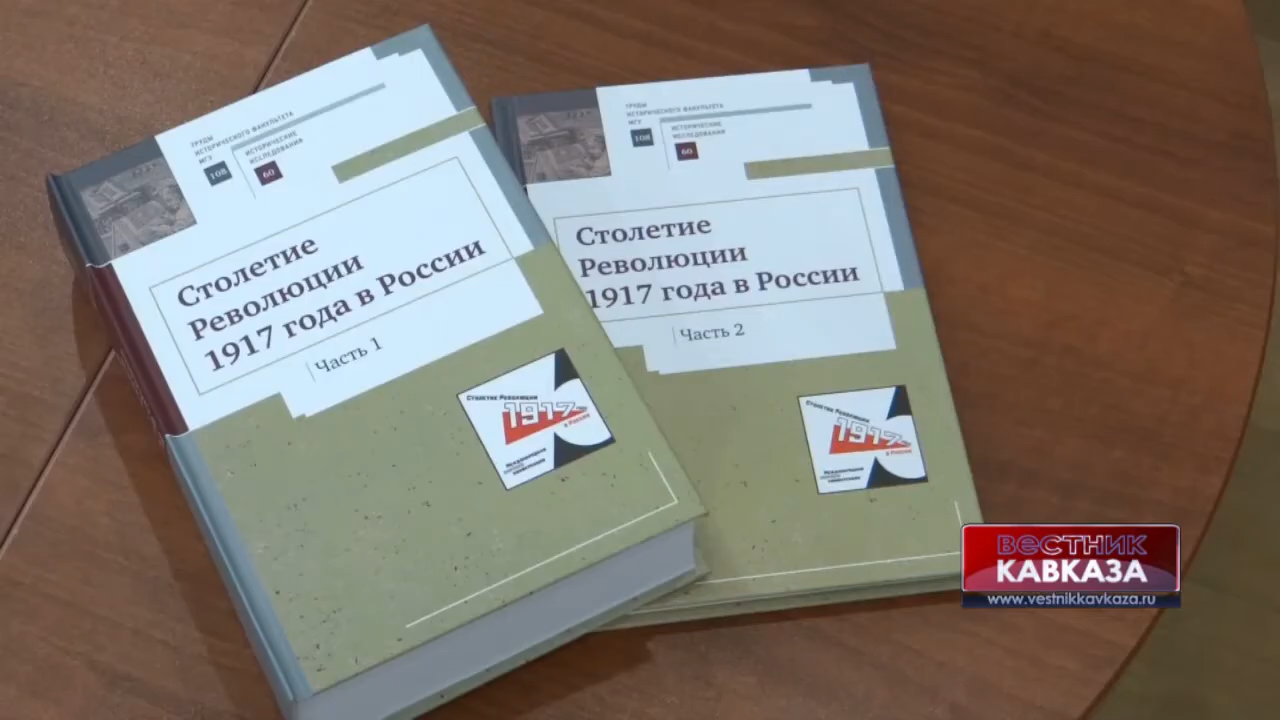 ТРУДЫ
ИСТОРИЧЕСКОГО ФАКУЛЬТЕТА
МГУ
108
ИСТОРИЧЕСКИЕ
ИССЛЕДОВАНИЯ
60
Столетие
Революции
1917 года в России
Часть 1
Столетие Революции
1917
в России
Международная
ТРУДЫ
ИСТОРИЧЕСКОГО ФАКУЛЬТЕТА
МГУ
108
ИСТОРИЧЕСКИЕ
ИССЛЕДОВАНИЯ
60
Столетие
Революции
1917 года в России
Часть 2
Столетие Революции
1917
в России
Международная
ВЕСТНИК
КАВКАЗА
www.vestnikkavkaza.ru